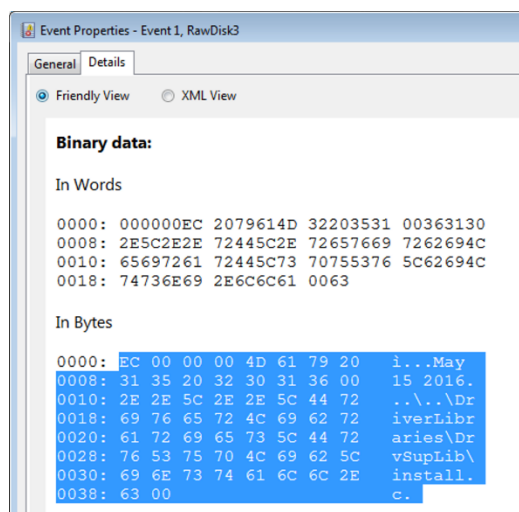 Event Properties - Event 1, RawDisk3
General Details
Friendly View XML View
Binary data:
In Words
0000: 000000EC 2079614D 32203531 00363130
0008: 2E5C2E2E 72445C2E 72657669 7262694C
0010: 65697261 72445C73 70755376 5C62694C
0018: 74736E69 2E6C6C61 0063
In Bytes
0000: EC 00 00 00 4D 61 79 20 ì...May
0008: 31 35 20 32 30 31 36 00 15 2016.
0010: 2E 2E 5C 2E 2E 5C 44 72 ..\..\Dr
0018: 69 76 65 72 4C 69 62 72 iverLibr
0020: 61 72 69 65 73 5C 44 72 aries\Dr
0028: 76 53 75 70 4C 69 62 5C vSupLib\
0030: 69 6E 73 74 61 6C 6C 2E install.
0038: 63 00 c.